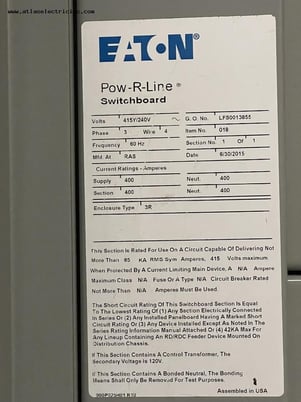 www.atlaselectricinc.com
EATON
Pow-R-Line®
Switchboard
Volts 415Y/240V G. O. No. LFS0013855
Phase 3 Wire 4 Item No. 018
Frequency 60 Hz Section No. 1 Of 1
Mfd. At RAS Date 6/30/2015
Current Ratings - Amperes
Supply 400 Neut. 400
Section 400 Neut. 400
Enclosure Type 3R
This Section is Rated For Use On A Circuit Capable Of Delivering Not
More Than 65 KA RMS Sym Amperes, 415 Volts maximum.
When Protected By A Current Limiting Main Device, A N/A Ampere
Maximum Class N/A Fuse Or A Type N/A Circuit Breaker Rated
Not More Than N/A Amperes Must Be Used.
The Short Circuit Rating Of This Switchboard Section Is Equal
To The Lowest Rating Of (1) Any Section Electrically Connected
In Series Or (2) Any Installed Panelboard Having A Marked Short
Circuit Rating Or (3) Any Device Installed Except As Noted In The
Series Rating Information Manual Attached Or (4) 42KA Max For
Any Lineup Containing An RD/RDC Feeder Device Mounted On
Distribution Chassis.
If This Section Contains A Control Transformer, The
Secondary Voltage Is 120V.
If This Section Contains A Bonded Neutral, The Bonding
Means Shall Only Be Removed For Test Purposes.
Assembled in USA